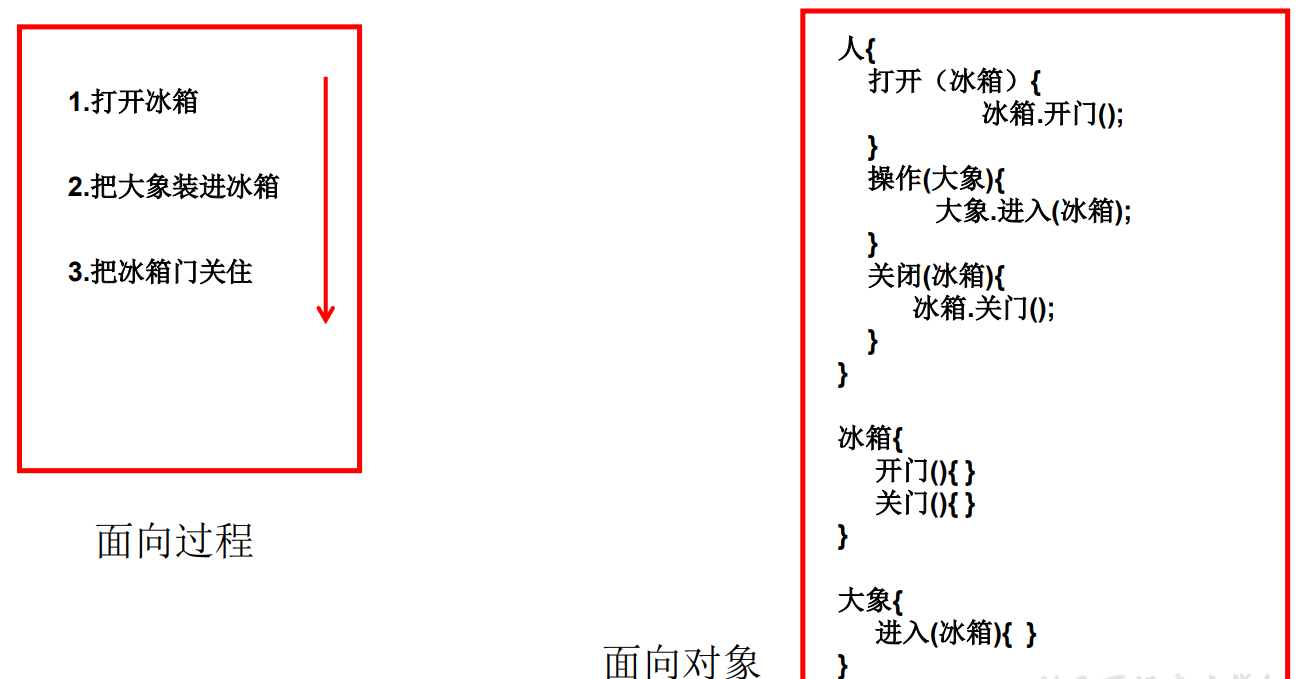 1.打开冰箱
2.把大象装进冰箱
3.把冰箱门关住
面向过程
人{
打开（冰箱）{
冰箱.开门();
}
操作(大象){
大象.进入(冰箱);
}
关闭(冰箱){
冰箱.关门();
}
}
冰箱{
开门(){ }
关门(){ }
}
大象{
进入(冰箱){ }
}
面向对象